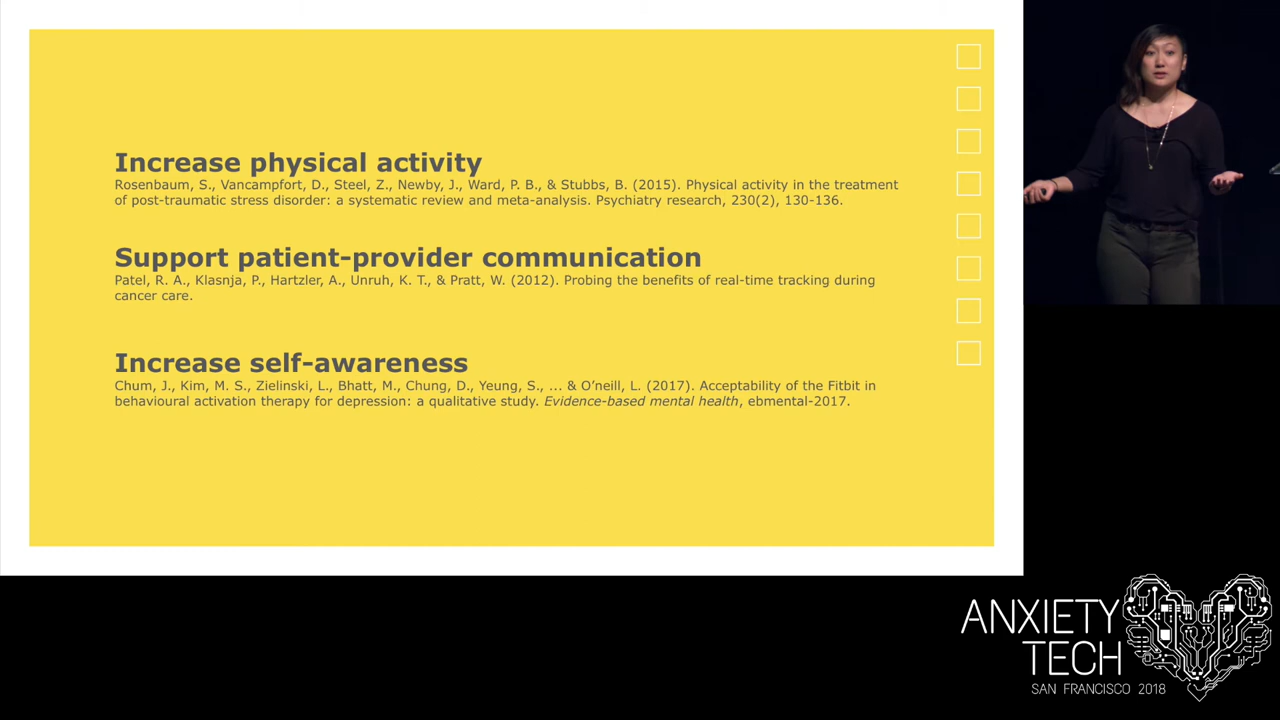 Increase physical activity
Rosenbaum, S., Vancampfort, D., Steel, Z., Newby, J., Ward, P. B., & Stubbs, B. (2015). Physical activity in the treatment
of post-traumatic stress disorder: a systematic review and meta-analysis. Psychiatry research, 230(2), 130-136.
Support patient-provider communication
Patel, R. A., Klasnja, P., Hartzler, A., Unruh, K. T., & Pratt, W. (2012). Probing the benefits of real-time tracking during
cancer care.
Increase self-awareness
Chum, J., Kim, M. S., Zielinski, L., Bhatt, M., Chung, D., Yeung, S., ... & O’neill, L. (2017). Acceptability of the Fitbit in
behavioural activation therapy for depression: a qualitative study. Evidence-based mental health, ebmental-2017.
ANXIETY
TECH
SAN FRANCISCO 2018